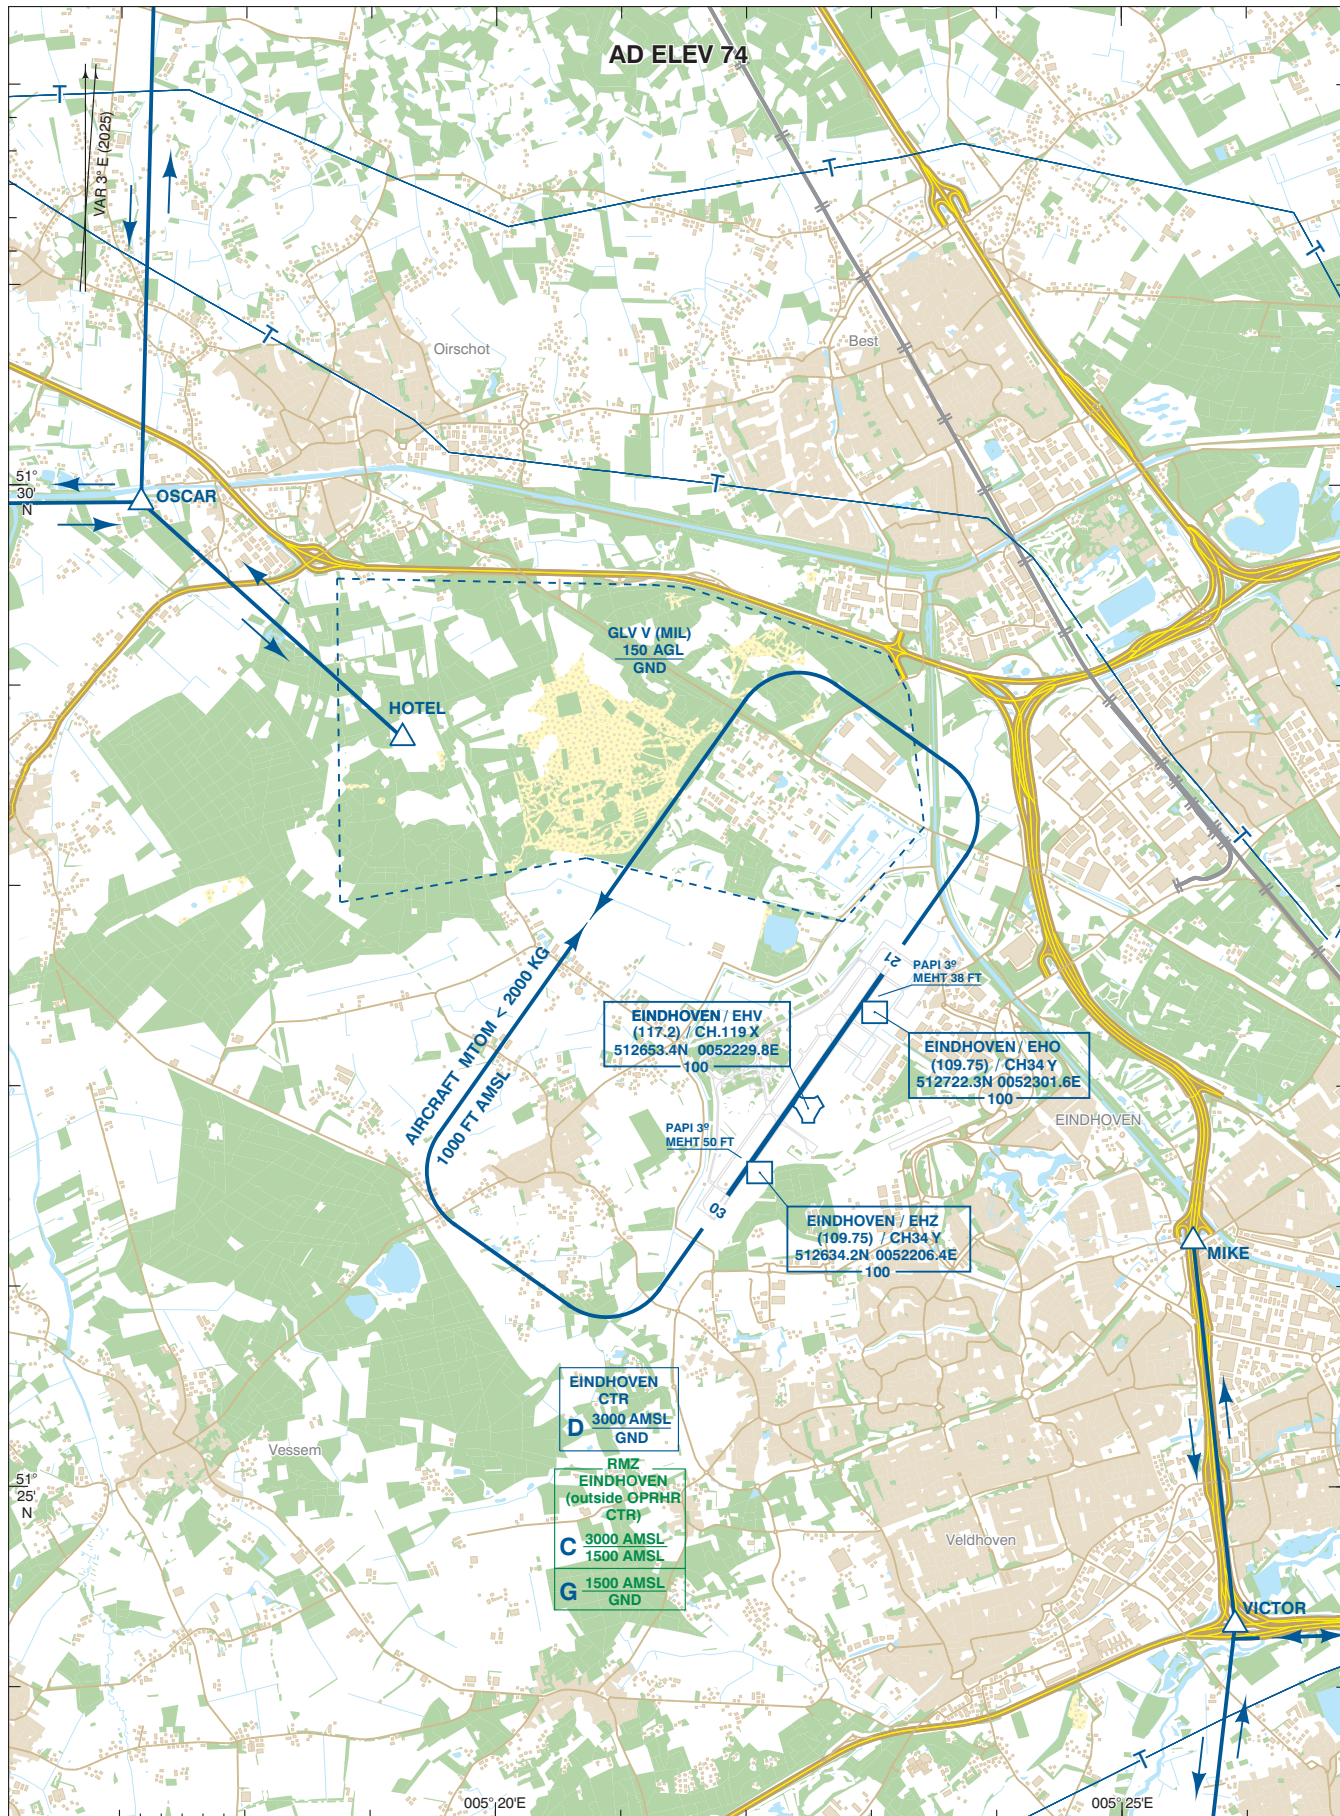 AD ELEV 74
T
T
VAR 3° E (2025)
T
T
Oirschot
Best
T
51°
30'
N
OSCAR
GLV V (MIL)
150 AGL
GND
HOTEL
T
AIRCRAFT MTOM < 2000 KG
1000 FT AMSL
21
PAPI 3º
MEHT 38 FT
EINDHOVEN / EHV
(117.2) / CH.119 X
512653.4N 0052229.8E
100
EINDHOVEN / EHO
(109.75) / CH34 Y
512722.3N 0052301.6E
100
EINDHOVEN
PAPI 3º
MEHT 50 FT
03
EINDHOVEN / EHZ
(109.75) / CH34 Y
512634.2N 0052206.4E
100
MIKE
EINDHOVEN
CTR
D 3000 AMSL
GND
RMZ
EINDHOVEN
(outside OPRHR
CTR)
C 3000 AMSL
1500 AMSL
G 1500 AMSL
GND
Vessem
51°
25'
N
Veldhoven
VICTOR
T
005° 20'E
005° 25'E